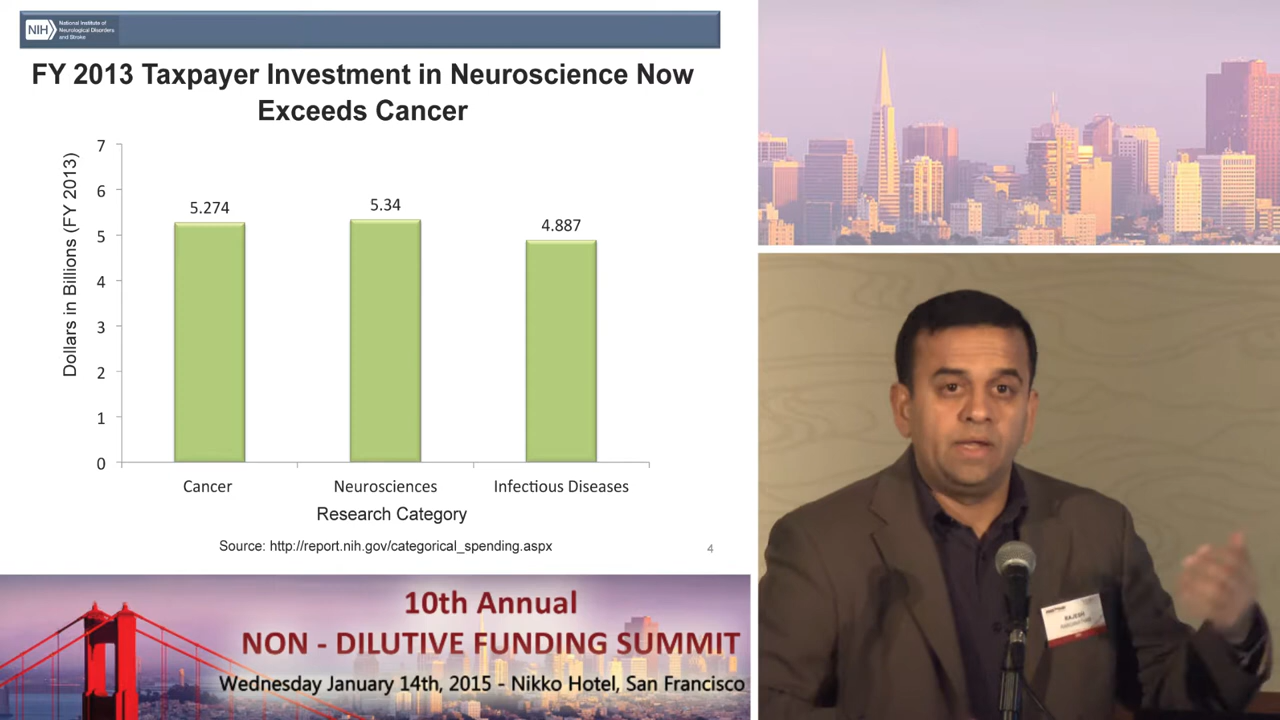 NIH
National Institute of
Neurological Disorders
and Stroke
FY 2013 Taxpayer Investment in Neuroscience Now
Exceeds Cancer
Dollars in Billions (FY 2013)
7
6
5
4
3
2
1
0
5.274
5.34
4.887
Cancer
Neurosciences
Infectious Diseases
Research Category
Source: http://report.nih.gov/categorical_spending.aspx
4
10th Annual
NON - DILUTIVE FUNDING SUMMIT
Wednesday January 14th, 2015 - Nikko Hotel, San Francisco
RAJESH